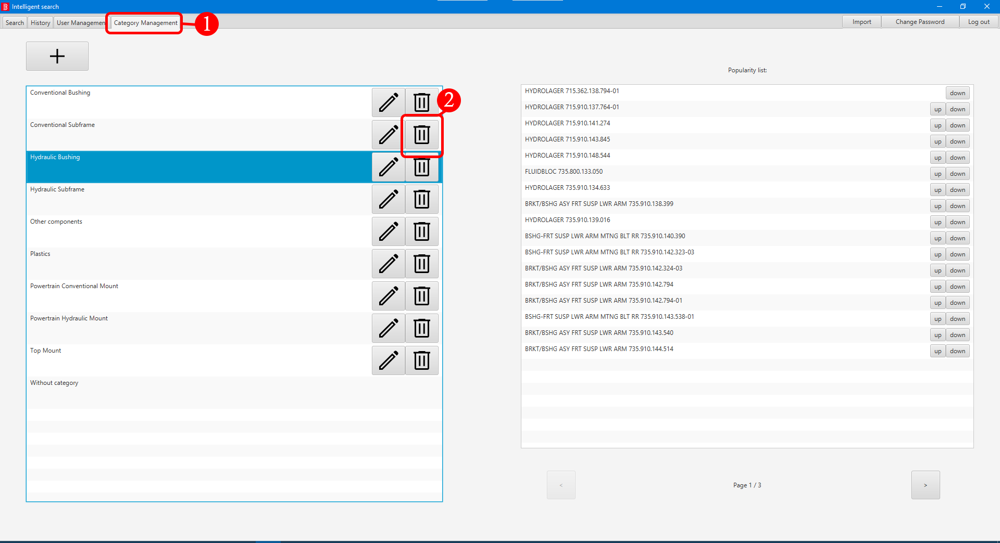 Intelligent search
Search History User Managemen Category Management 1 Import Change Password Log out
Popularity list:
Conventional Bushing
2
Conventional Subframe
Hydraulic Bushing
Hydraulic Subframe
Other components
Plastics
Powertrain Conventional Mount
Powertrain Hydraulic Mount
Top Mount
Without category
HYDROLAGER 715.362.138.794-01 down
HYDROLAGER 715.910.137.764-01 up down
HYDROLAGER 715.910.141.274 up down
HYDROLAGER 715.910.143.845 up down
HYDROLAGER 715.910.148.544 up down
FLUIDBLOC 735.800.133.050 up down
HYDROLAGER 735.910.134.633 up down
BRKT/BSHG ASY FRT SUSP LWR ARM 735.910.138.399 up down
HYDROLAGER 735.910.139.016 up down
BSHG-FRT SUSP LWR ARM MTNG BLT RR 735.910.140.390 up down
BSHG-FRT SUSP LWR ARM MTNG BLT RR 735.910.142.323-03 up down
BRKT/BSHG ASY FRT SUSP LWR ARM 735.910.142.324-03 up down
BRKT/BSHG ASY FRT SUSP LWR ARM 735.910.142.794 up down
BRKT/BSHG ASY FRT SUSP LWR ARM 735.910.142.794-01 up down
BSHG-FRT SUSP LWR ARM MTNG BLT RR 735.910.143.538-01 up down
BRKT/BSHG ASY FRT SUSP LWR ARM 735.910.143.540 up down
BRKT/BSHG ASY FRT SUSP LWR ARM 735.910.144.514 up down
< Page 1 / 3 >